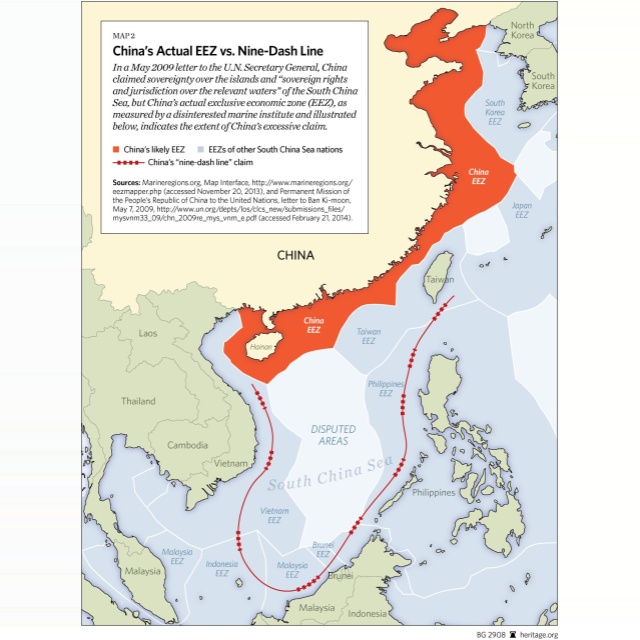 MAP 2
China's Actual EEZ vs. Nine-Dash Line
In a May 2009 letter to the U.N. Secretary General, China
claimed sovereignty over the islands and "sovereign rights
and jurisdiction over the relevant waters" of the South China
Sea, but China's actual exclusive economic zone (EEZ), as
measured by a disinterested marine institute and illustrated
below, indicates the extent of China's excessive claim.
China's likely EEZ
EEZs of other South China Sea nations
China's "nine-dash line" claim
Sources: Marineregions.org, Map Interface, http://www.marineregions.org/
eezmapper.php (accessed November 20, 2013), and Permanent Mission of
the People's Republic of China to the United Nations, letter to Ban Ki-moon,
May 7, 2009, http://www.un.org/depts/los/clcs_new/submissions_files/
mysvnm33_09/chn_2009re_mys_vnm_e.pdf (accessed February 21, 2014).
North
Korea
South
Korea
South
Korea
EEZ
China
EEZ
Japan
EEZ
CHINA
Taiwan
China
EEZ
Hainan
Taiwan
EEZ
Laos
Philippines
EEZ
Thailand
DISPUTED
AREAS
Cambodia
Vietnam
South China Sea
Philippines
Vietnam
EEZ
Brunei
EEZ
Malaysia
EEZ
Indonesia
EEZ
Malaysia
EEZ
Malaysia
Brunei
Malaysia
Indonesia
BG 2908 heritage.org